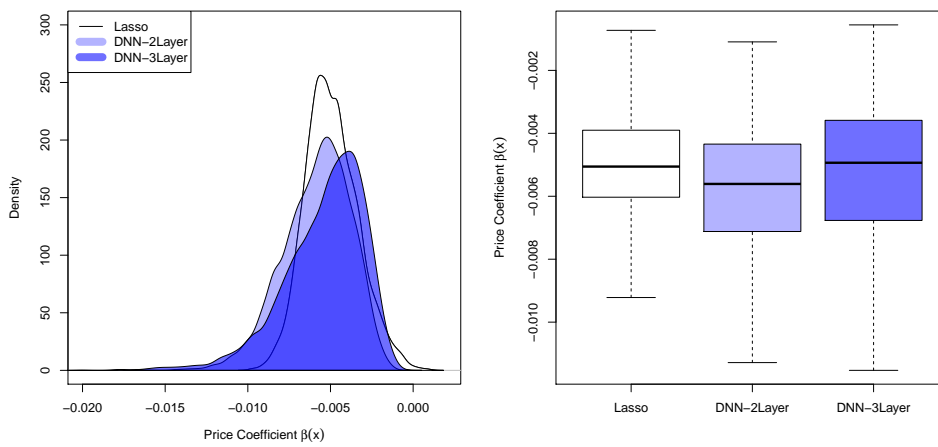 Lasso
DNN−2Layer
DNN−3Layer
300
250
200
150
100
50
0
Density
−0.020
−0.015
−0.010
−0.005
0.000
Price Coefficient β(x)
−0.002
−0.004
−0.006
−0.008
−0.010
Price Coefficient β(x)
Lasso
DNN−2Layer
DNN−3Layer